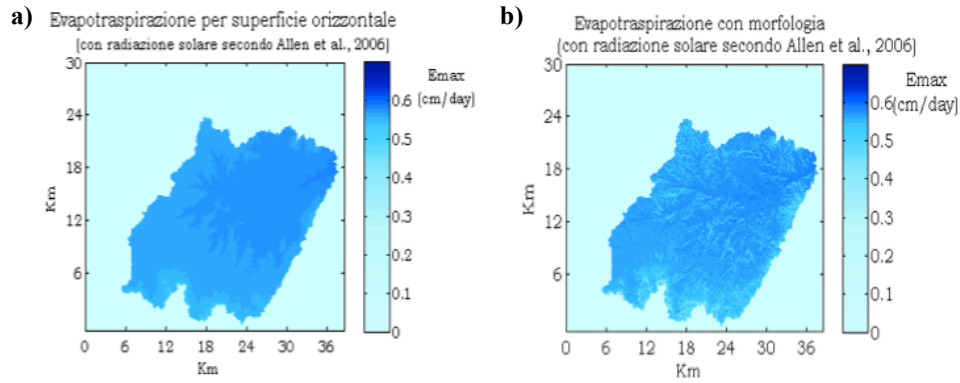 a)
Evapotraspirazione per superficie orizzontale
(con radiazione solare secondo Allen et al., 2006)
30
24
18
12
6
0
6
12
18
24
30
36
Km
Km
Emax
(cm/day)
0.6
0.5
0.4
0.3
0.2
0.1
0
b)
Evapotraspirazione con morfologia
(con radiazione solare secondo Allen et al., 2006)
30
24
18
12
6
0
6
12
18
24
30
36
Km
Km
Emax
(cm/day)
0.6
0.5
0.4
0.3
0.2
0.1
0